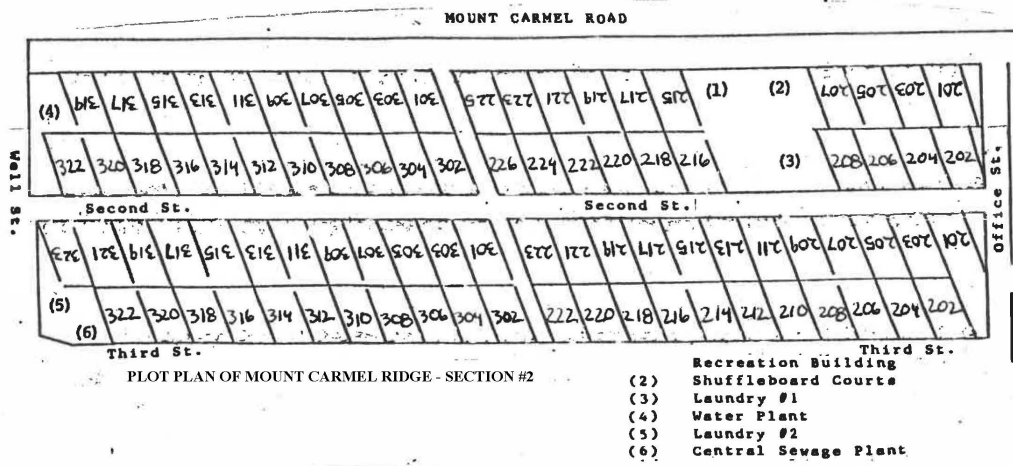 MOUNT CARMEL ROAD
(4) 319 317 315 313 311 309 307 305 303 301 225 223 221 219 217 215 (1) (2) 207 205 203 201
322 320 318 316 314 312 310 308 306 304 302 226 224 222 220 218 216 (3) 208 206 204 202
Well St.
Office St.
Second St. Second St.
323 321 319 317 315 313 311 309 307 305 303 301 223 221 219 217 215 213 211 209 207 205 203 201
(5)
(6) 322 320 318 316 314 312 310 308 306 304 302 222 220 218 216 214 212 210 208 206 204 202
Third St. Third St.
PLOT PLAN OF MOUNT CARMEL RIDGE - SECTION #2
Recreation Building
(2) Shuffleboard Courts
(3) Laundry #1
(4) Water Plant
(5) Laundry #2
(6) Central Sewage Plant